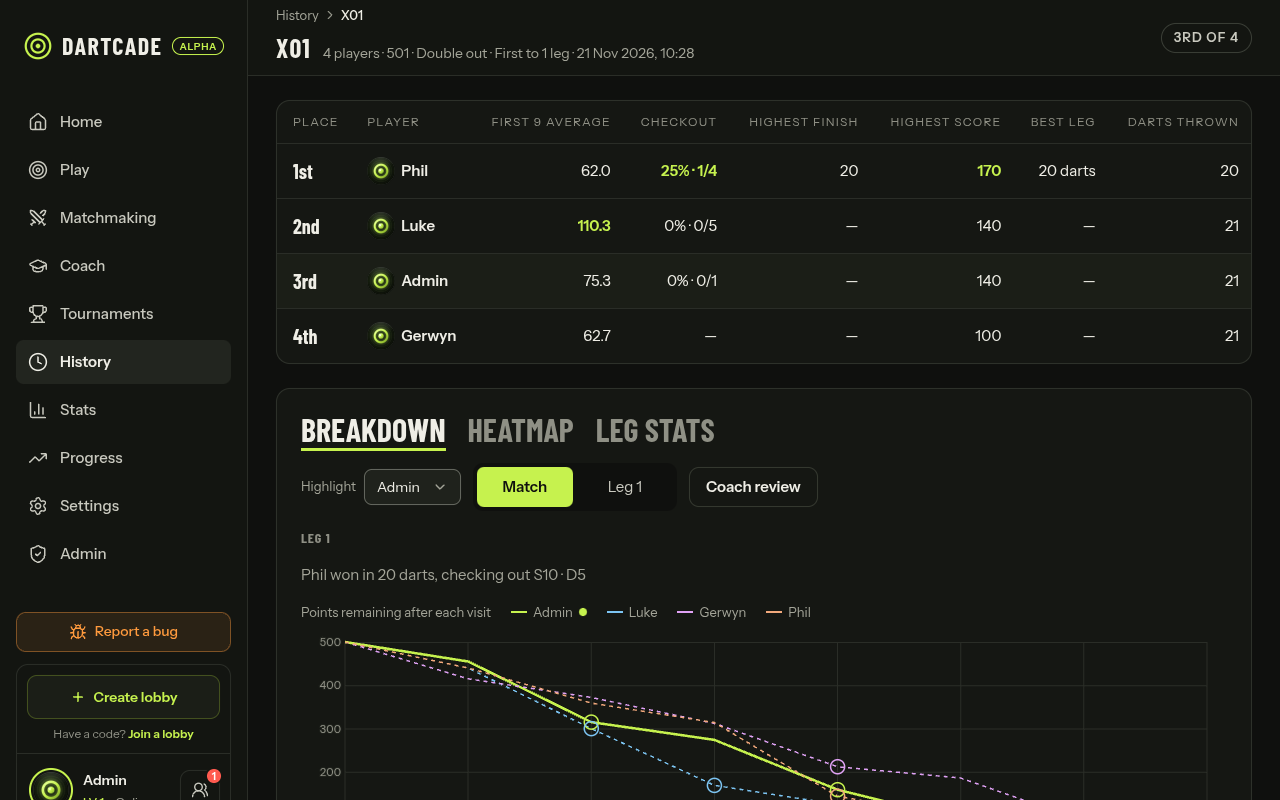 History > X01
DARTCADE ALPHA
X01 4 players · 501 · Double out · First to 1 leg · 21 Nov 2026, 10:28
3RD OF 4
Home
Play
Matchmaking
Coach
Tournaments
History
Stats
Progress
Settings
Admin
Report a bug
+ Create lobby
Have a code? Join a lobby
Admin
1
PLACE PLAYER FIRST 9 AVERAGE CHECKOUT HIGHEST FINISH HIGHEST SCORE BEST LEG DARTS THROWN
1st Phil 62.0 25% · 1/4 20 170 20 darts 20
2nd Luke 110.3 0% · 0/5 — 140 — 21
3rd Admin 75.3 0% · 0/1 — 140 — 21
4th Gerwyn 62.7 — — 100 — 21
BREAKDOWN HEATMAP LEG STATS
Highlight Admin Match Leg 1 Coach review
LEG 1
Phil won in 20 darts, checking out S10 · D5
Points remaining after each visit Admin Luke Gerwyn Phil
500
400
300
200